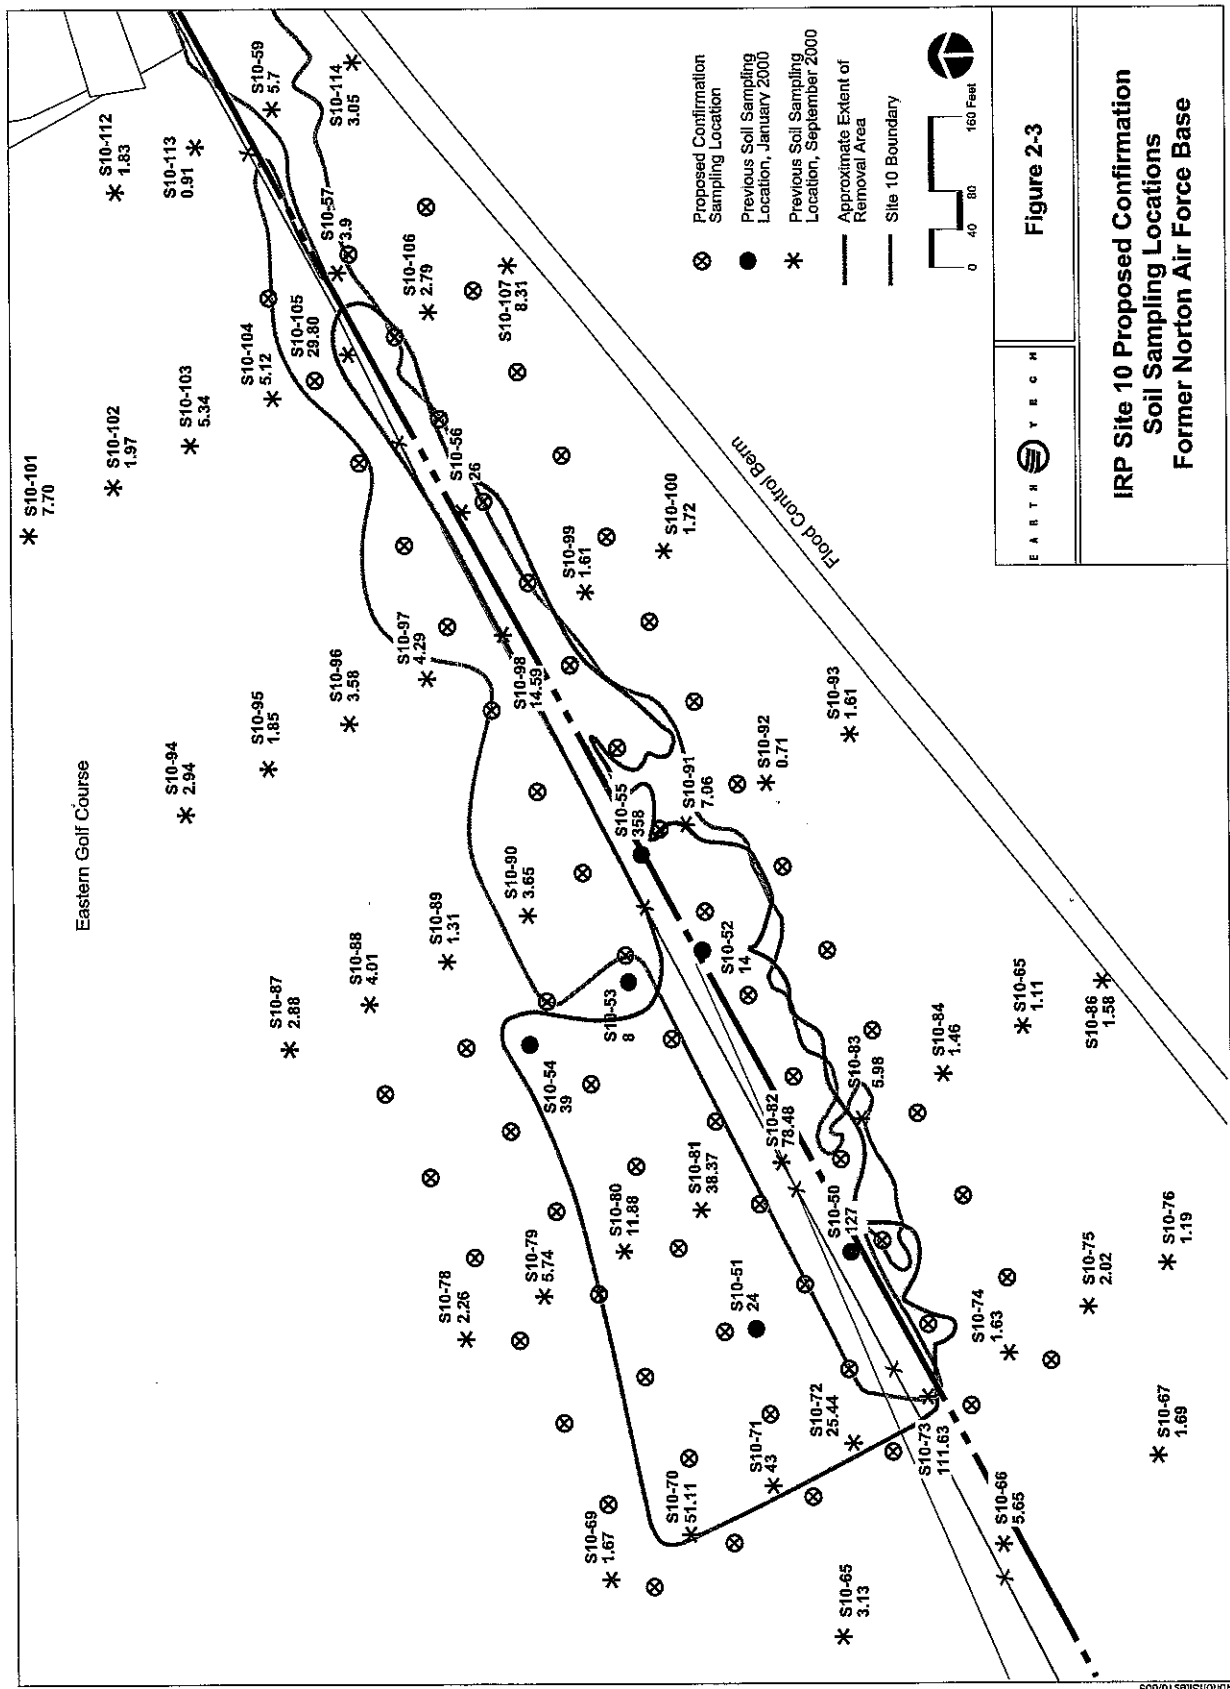 Eastern Golf Course
S10-101
7.70
S10-102
1.97
S10-103
5.34
S10-104
5.12
S10-105
29.80
S10-112
1.83
S10-113
0.91
S10-59
5.7
S10-114
3.05
S10-57
3.9
S10-106
2.79
S10-107
8.31
S10-94
2.94
S10-95
1.85
S10-96
3.58
S10-97
4.29
S10-98
14.59
S10-56
26
S10-99
1.61
S10-100
1.72
Flood Control Berm
S10-87
2.88
S10-88
4.01
S10-89
1.31
S10-90
3.65
S10-55
358
S10-91
7.06
S10-92
0.71
S10-93
1.61
S10-54
39
S10-53
8
S10-52
14
S10-78
2.26
S10-79
5.74
S10-80
11.88
S10-81
38.37
S10-82
78.48
S10-83
5.98
S10-84
1.46
S10-65
1.11
S10-86
1.58
S10-51
24
S10-50
127
S10-69
1.67
S10-70
51.11
S10-71
43
S10-72
25.44
S10-73
111.63
S10-74
1.63
S10-75
2.02
S10-76
1.19
S10-65
3.13
S10-66
5.65
S10-67
1.69
Proposed Confirmation
Sampling Location
Previous Soil Sampling
Location, January 2000
Previous Soil Sampling
Location, September 2000
Approximate Extent of
Removal Area
Site 10 Boundary
0 40 80 160 Feet
EARTH TECH
Figure 2-3
IRP Site 10 Proposed Confirmation
Soil Sampling Locations
Former Norton Air Force Base